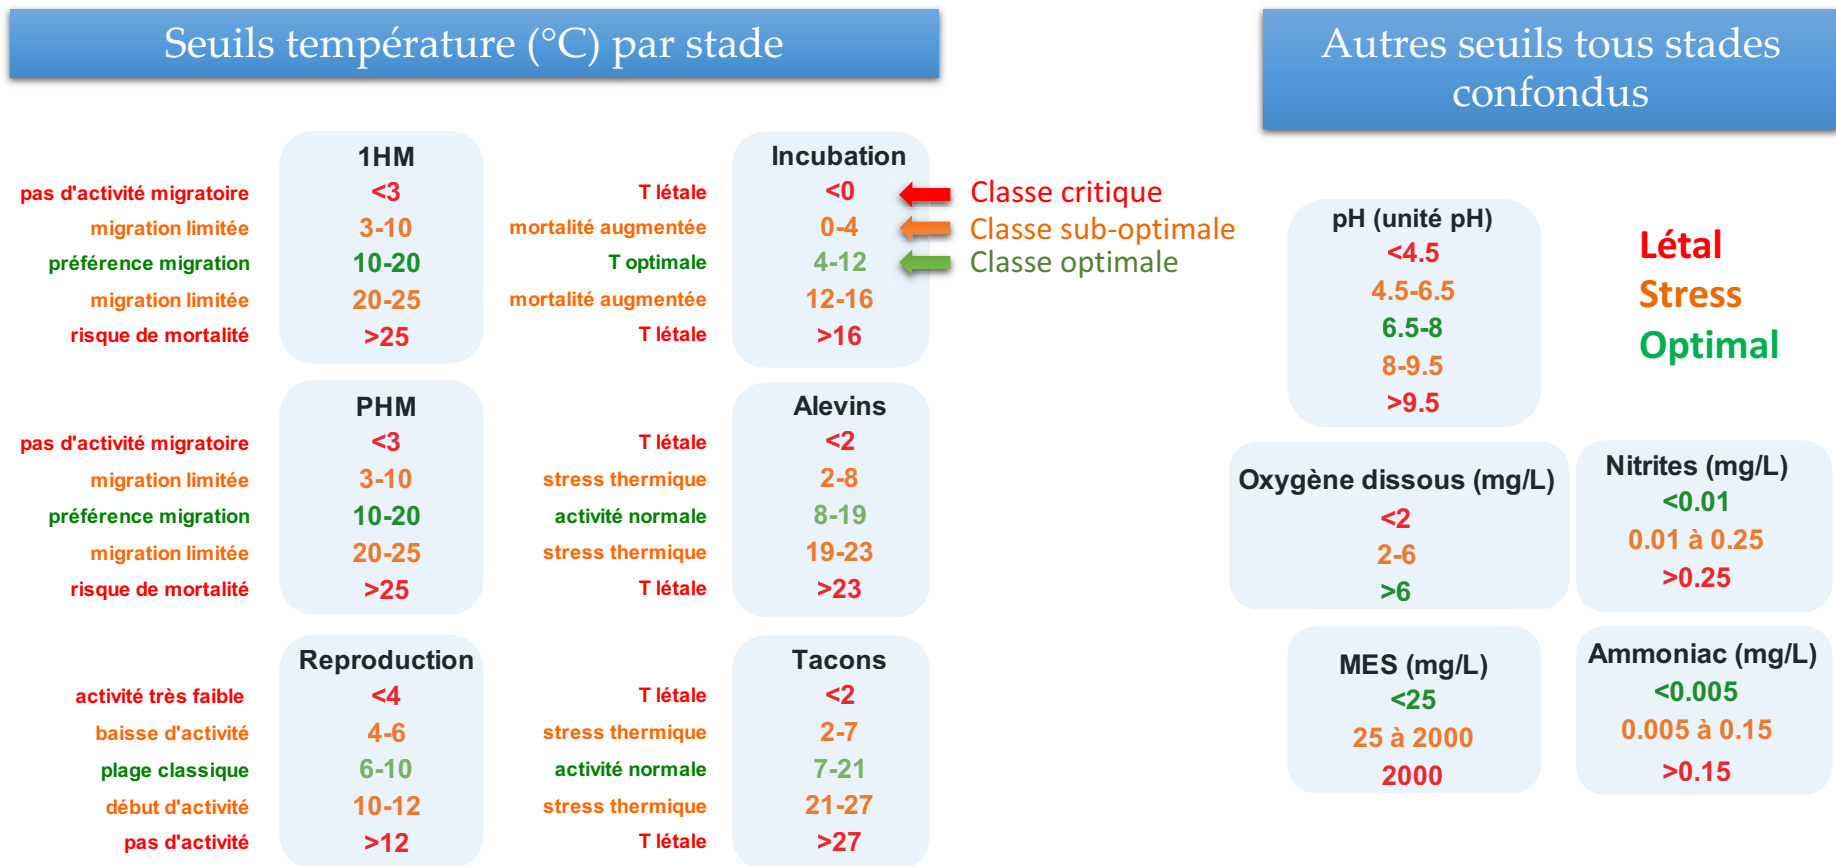 Seuils température (°C) par stade
1HM
pas d'activité migratoire <3
migration limitée 3-10
préférence migration 10-20
migration limitée 20-25
risque de mortalité >25
Incubation
T létale <0 Classe critique
mortalité augmentée 0-4 Classe sub-optimale
T optimale 4-12 Classe optimale
mortalité augmentée 12-16
T létale >16
PHM
pas d'activité migratoire <3
migration limitée 3-10
préférence migration 10-20
migration limitée 20-25
risque de mortalité >25
Alevins
T létale <2
stress thermique 2-8
activité normale 8-19
stress thermique 19-23
T létale >23
Reproduction
activité très faible <4
baisse d'activité 4-6
plage classique 6-10
début d'activité 10-12
pas d'activité >12
Tacons
T létale <2
stress thermique 2-7
activité normale 7-21
stress thermique 21-27
T létale >27
Autres seuils tous stades
confondus
pH (unité pH)
<4.5
4.5-6.5
6.5-8
8-9.5
>9.5
Létal
Stress
Optimal
Oxygène dissous (mg/L)
<2
2-6
>6
Nitrites (mg/L)
<0.01
0.01 à 0.25
>0.25
MES (mg/L)
<25
25 à 2000
2000
Ammoniac (mg/L)
<0.005
0.005 à 0.15
>0.15